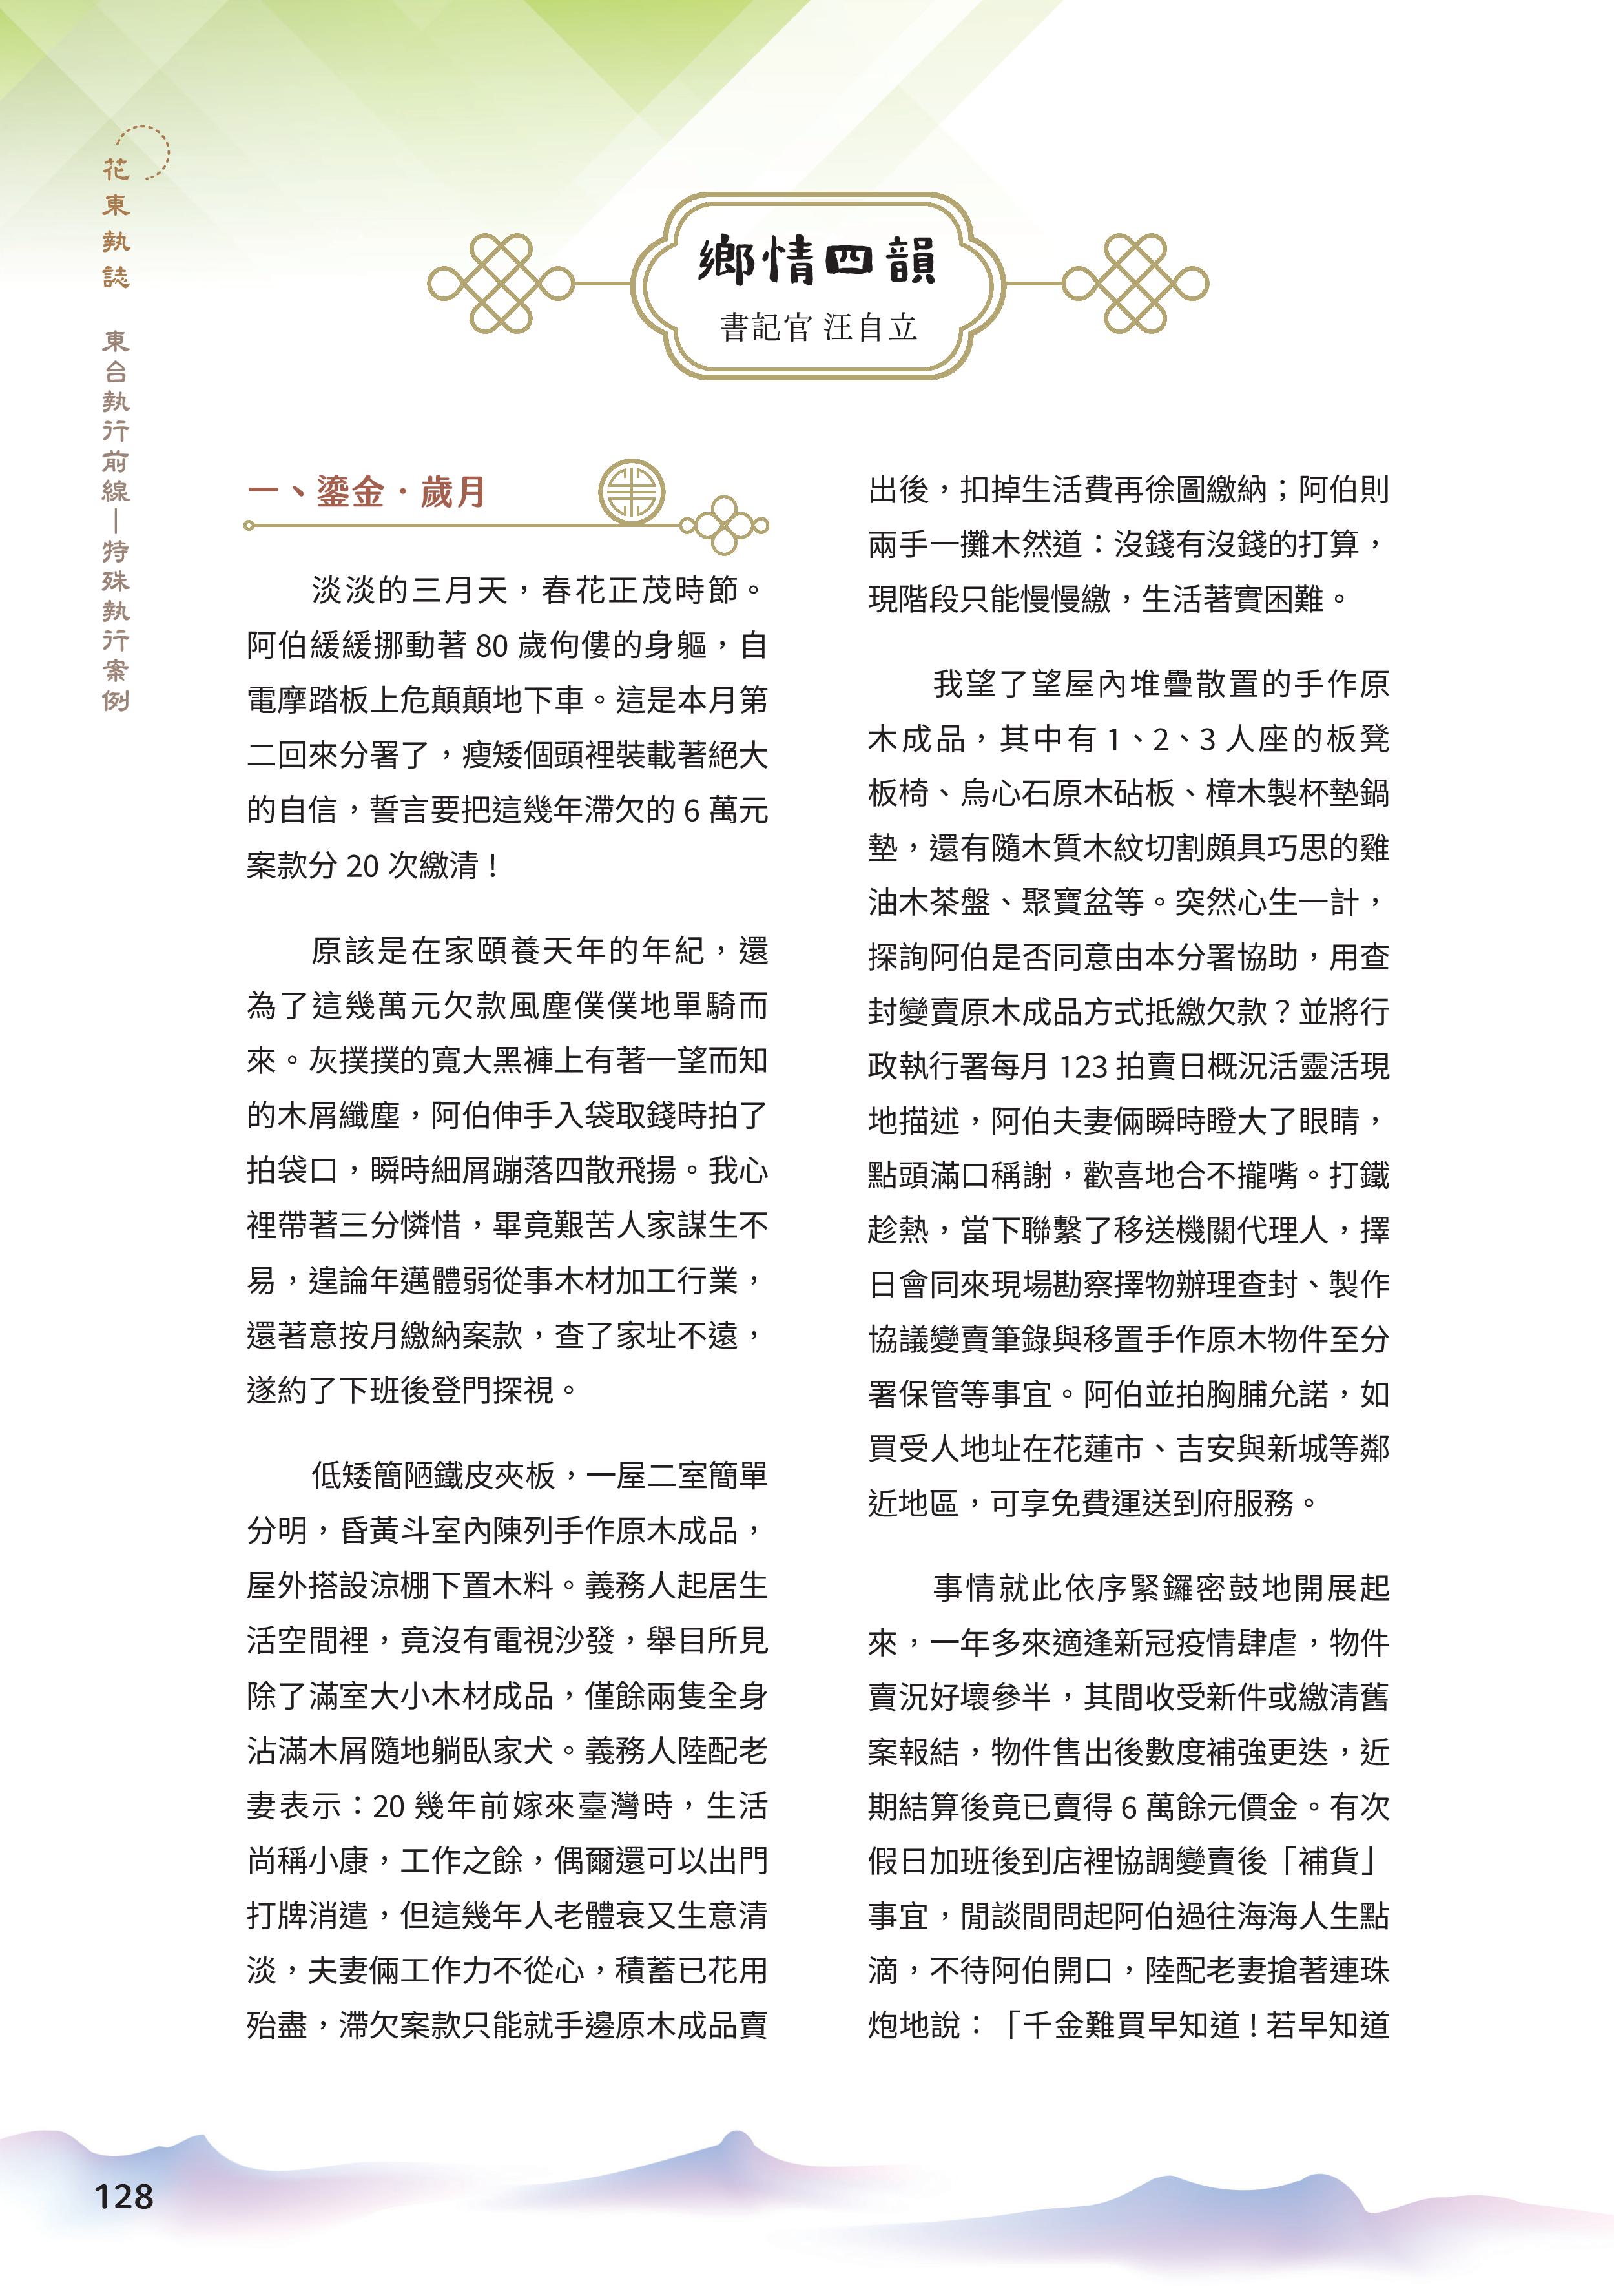 花東執誌 東台執行前線—特殊執行案例
鄉情四韻
書記官 汪自立
一、鎏金．歲月
淡淡的三月天，春花正茂時節。
阿伯緩緩挪動著 80 歲佝僂的身軀，自
電摩踏板上危顛顛地下車。這是本月第
二回來分署了，瘦矮個頭裡裝載著絕大
的自信，誓言要把這幾年滯欠的 6 萬元
案款分 20 次繳清！
原該是在家頤養天年的年紀，還
為了這幾萬元欠款風塵僕僕地單騎而
來。灰撲撲的寬大黑褲上有著一望而知
的木屑纖塵，阿伯伸手入袋取錢時拍了
拍袋口，瞬時細屑蹦落四散飛揚。我心
裡帶著三分憐惜，畢竟艱苦人家謀生不
易，遑論年邁體弱從事木材加工行業，
還著意按月繳納案款，查了家址不遠，
遂約了下班後登門探視。
低矮簡陋鐵皮夾板，一屋二室簡單
分明，昏黃斗室內陳列手作原木成品，
屋外搭設涼棚下置木料。義務人起居生
活空間裡，竟沒有電視沙發，舉目所見
除了滿室大小木材成品，僅餘兩隻全身
沾滿木屑隨地躺臥家犬。義務人陸配老
妻表示：20 幾年前嫁來臺灣時，生活
尚稱小康，工作之餘，偶爾還可以出門
打牌消遣，但這幾年人老體衰又生意清
淡，夫妻倆工作力不從心，積蓄已花用
殆盡，滯欠案款只能就手邊原木成品賣
出後，扣掉生活費再徐圖繳納；阿伯則
兩手一攤木然道：沒錢有沒錢的打算，
現階段只能慢慢繳，生活著實困難。
我望了望屋內堆疊散置的手作原
木成品，其中有 1、2、3 人座的板凳
板椅、烏心石原木砧板、樟木製杯墊鍋
墊，還有隨木質木紋切割頗具巧思的雞
油木茶盤、聚寶盆等。突然心生一計，
探詢阿伯是否同意由本分署協助，用查
封變賣原木成品方式抵繳欠款？並將行
政執行署每月 123 拍賣日概況活靈活現
地描述，阿伯夫妻倆瞬時瞪大了眼睛，
點頭滿口稱謝，歡喜地合不攏嘴。打鐵
趁熱，當下聯繫了移送機關代理人，擇
日會同來現場勘察擇物辦理查封、製作
協議變賣筆錄與移置手作原木物件至分
署保管等事宜。阿伯並拍胸脯允諾，如
買受人地址在花蓮市、吉安與新城等鄰
近地區，可享免費運送到府服務。
事情就此依序緊鑼密鼓地開展起
來，一年多來適逢新冠疫情肆虐，物件
賣況好壞參半，其間收受新件或繳清舊
案報結，物件售出後數度補強更迭，近
期結算後竟已賣得 6 萬餘元價金。有次
假日加班後到店裡協調變賣後「補貨」
事宜，閒談間問起阿伯過往海海人生點
滴，不待阿伯開口，陸配老妻搶著連珠
炮地說：「千金難買早知道！若早知道
128